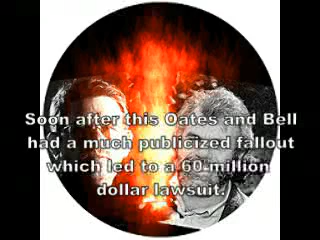 Soon after this Oates and Bell
had a much publicized fallout
which led to a 60 million
dollar lawsuit.